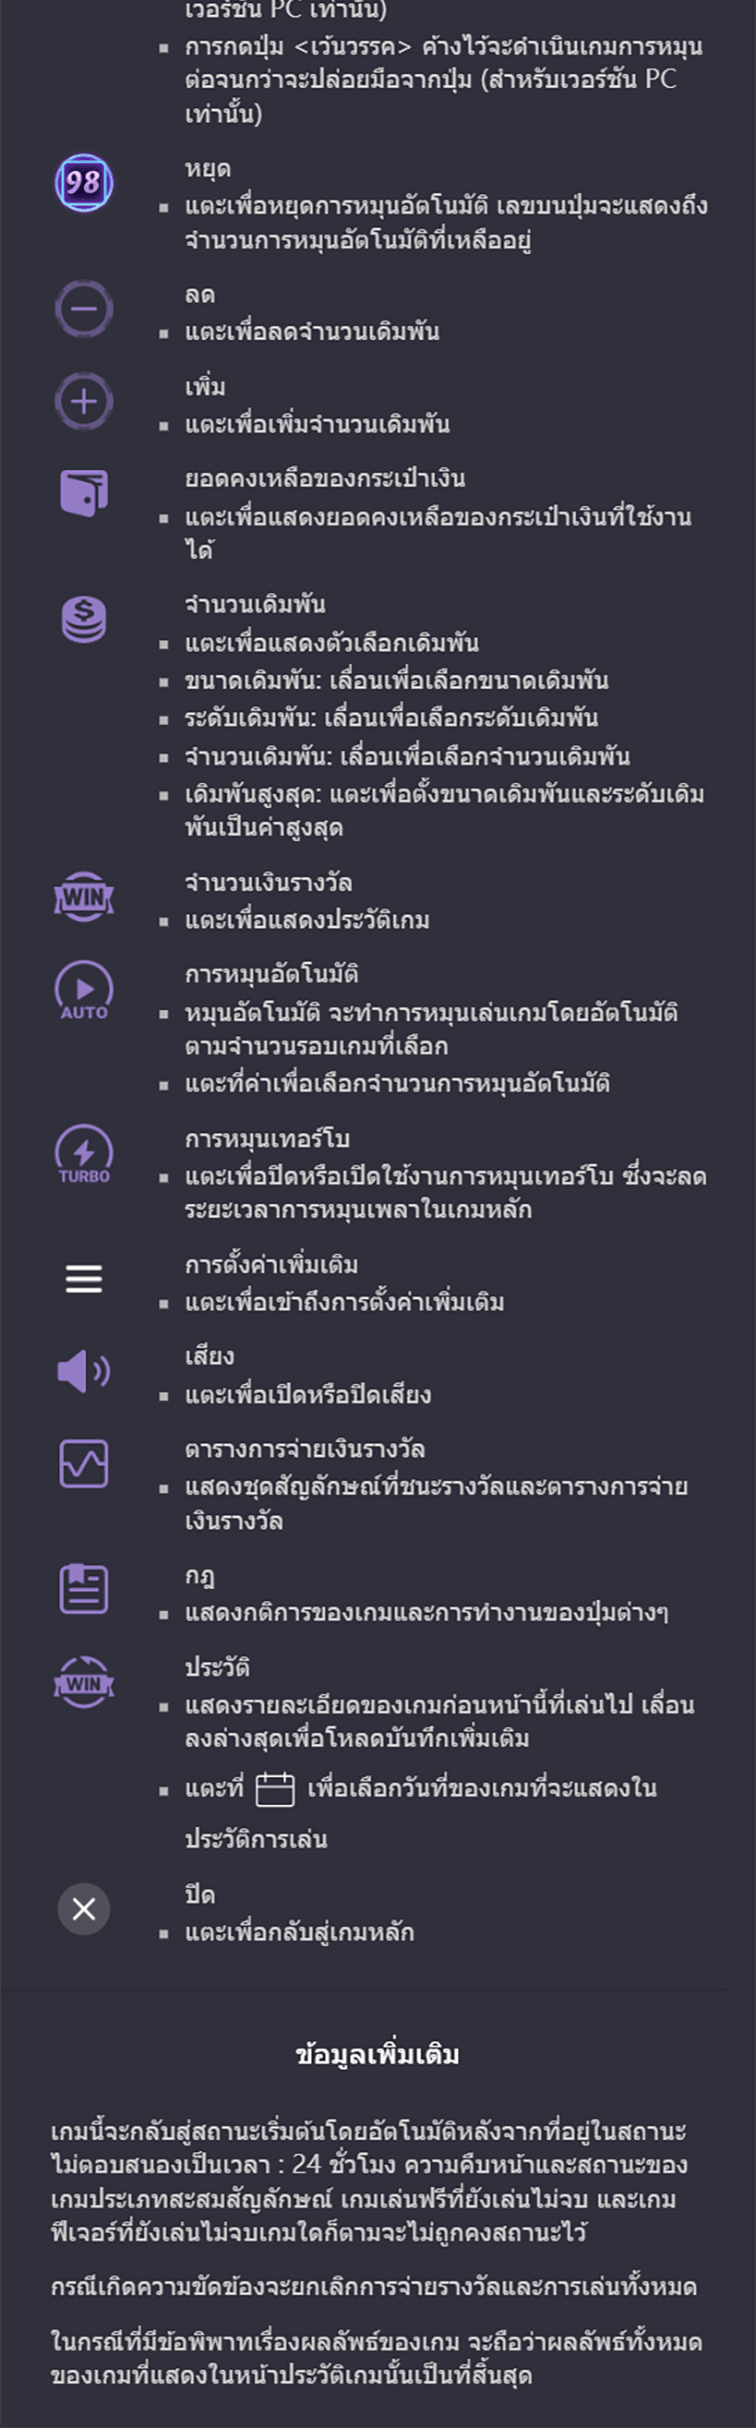 เวอร์ชัน PC เท่านั้น)
การกดปุ่ม <เว้นวรรค> ค้างไว้จะดำเนินเกมการหมุน
ต่อจนกว่าจะปล่อยมือจากปุ่ม (สำหรับเวอร์ชัน PC
เท่านั้น)
98
หยุด
แตะเพื่อหยุดการหมุนอัตโนมัติ เลขบนปุ่มจะแสดงถึง
จำนวนการหมุนอัตโนมัติที่เหลืออยู่
ลด
แตะเพื่อลดจำนวนเดิมพัน
เพิ่ม
แตะเพื่อเพิ่มจำนวนเดิมพัน
ยอดคงเหลือของกระเป๋าเงิน
แตะเพื่อแสดงยอดคงเหลือของกระเป๋าเงินที่ใช้งาน
ได้
จำนวนเดิมพัน
แตะเพื่อแสดงตัวเลือกเดิมพัน
ขนาดเดิมพัน: เลื่อนเพื่อเลือกขนาดเดิมพัน
ระดับเดิมพัน: เลื่อนเพื่อเลือกระดับเดิมพัน
จำนวนเดิมพัน: เลื่อนเพื่อเลือกจำนวนเดิมพัน
เดิมพันสูงสุด: แตะเพื่อตั้งขนาดเดิมพันและระดับเดิม
พันเป็นค่าสูงสุด
WIN
จำนวนเงินรางวัล
แตะเพื่อแสดงประวัติเกม
AUTO
การหมุนอัตโนมัติ
หมุนอัตโนมัติ จะทำการหมุนเล่นเกมโดยอัตโนมัติ
ตามจำนวนรอบเกมที่เลือก
แตะที่ค่าเพื่อเลือกจำนวนการหมุนอัตโนมัติ
TURBO
การหมุนเทอร์โบ
แตะเพื่อปิดหรือเปิดใช้งานการหมุนเทอร์โบ ซึ่งจะลด
ระยะเวลาการหมุนเพลาในเกมหลัก
การตั้งค่าเพิ่มเติม
แตะเพื่อเข้าถึงการตั้งค่าเพิ่มเติม
เสียง
แตะเพื่อเปิดหรือปิดเสียง
ตารางการจ่ายเงินรางวัล
แสดงชุดสัญลักษณ์ที่ชนะรางวัลและตารางการจ่าย
เงินรางวัล
กฎ
แสดงกติการของเกมและการทำงานของปุ่มต่างๆ
WIN
ประวัติ
แสดงรายละเอียดของเกมก่อนหน้านี้ที่เล่นไป เลื่อน
ลงล่างสุดเพื่อโหลดบันทึกเพิ่มเติม
แตะที่ เพื่อเลือกวันที่ของเกมที่จะแสดงใน
ประวัติการเล่น
ปิด
แตะเพื่อกลับสู่เกมหลัก
ข้อมูลเพิ่มเติม
เกมนี้จะกลับสู่สถานะเริ่มต้นโดยอัตโนมัติหลังจากที่อยู่ในสถานะ
ไม่ตอบสนองเป็นเวลา : 24 ชั่วโมง ความคืบหน้าและสถานะของ
เกมประเภทสะสมสัญลักษณ์ เกมเล่นฟรีที่ยังเล่นไม่จบ และเกม
ฟีเจอร์ที่ยังเล่นไม่จบเกมใดก็ตามจะไม่ถูกคงสถานะไว้
กรณีเกิดความขัดข้องจะยกเลิกการจ่ายรางวัลและการเล่นทั้งหมด
ในกรณีที่มีข้อพิพาทเรื่องผลลัพธ์ของเกม จะถือว่าผลลัพธ์ทั้งหมด
ของเกมที่แสดงในหน้าประวัติเกมนั้นเป็นที่สิ้นสุด